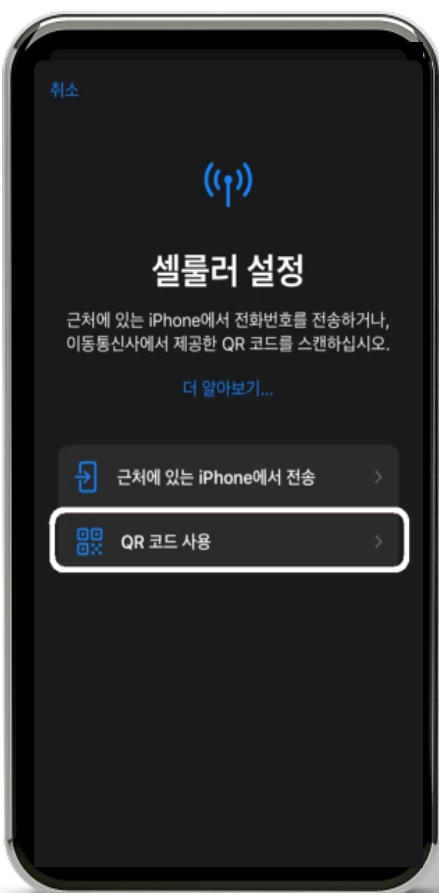 취소
셀룰러 설정
근처에 있는 iPhone에서 전화번호를 전송하거나,
이동통신사에서 제공한 QR 코드를 스캔하십시오.
더 알아보기...
근처에 있는 iPhone에서 전송
QR 코드 사용